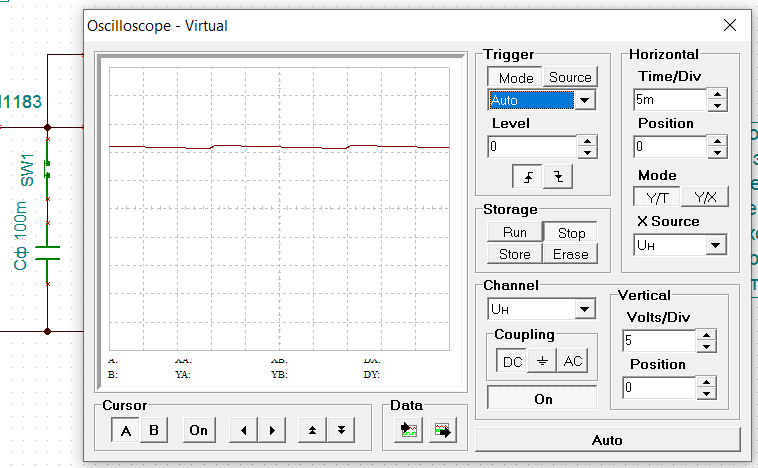 Oscilloscope - Virtual
Trigger
Mode Source
Auto
Level
0
Storage
Run Stop
Store Erase
Horizontal
Time/Div
5m
Position
0
Mode
Y/T Y/X
X Source
Uн
Channel
Uн
Coupling
DC AC
On
Vertical
Volts/Div
5
Position
0
Auto
A: XA: XB: DX:
B: YA: YB: DY:
Cursor
A B On
Data
1183
SW1
Cф 100m